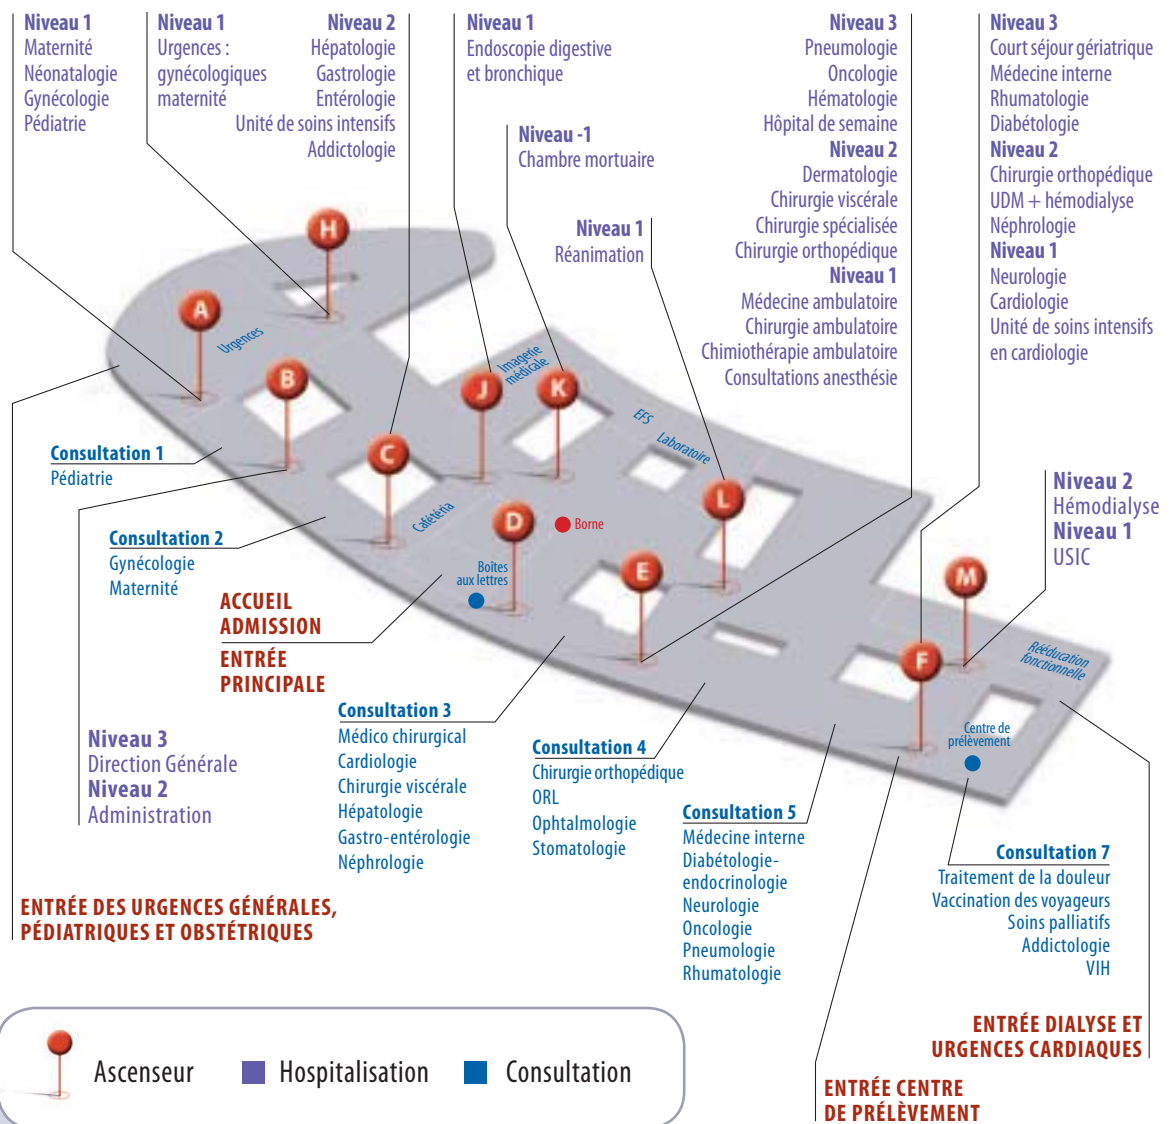 Niveau 1
Maternité
Néonatalogie
Gynécologie
Pédiatrie
Niveau 1
Urgences :
gynécologiques
maternité
Niveau 2
Hépatologie
Gastrologie
Entérologie
Unité de soins intensifs
Addictologie
Niveau 1
Endoscopie digestive
et bronchique
Niveau -1
Chambre mortuaire
Niveau 1
Réanimation
Niveau 3
Pneumologie
Oncologie
Hématologie
Hôpital de semaine
Niveau 2
Dermatologie
Chirurgie viscérale
Chirurgie spécialisée
Chirurgie orthopédique
Niveau 1
Médecine ambulatoire
Chirurgie ambulatoire
Chimiothérapie ambulatoire
Consultations anesthésie
Niveau 3
Court séjour gériatrique
Médecine interne
Rhumatologie
Diabétologie
Niveau 2
Chirurgie orthopédique
UDM + hémodialyse
Néphrologie
Niveau 1
Neurologie
Cardiologie
Unité de soins intensifs
en cardiologie
H
A
Urgences
B
J
Imagerie
médicale
K
EFS
Laboratoire
C
Cafétéria
D
Borne
L
Boîtes
aux lettres
E
M
F
Rééducation
fonctionnelle
Centre de
prélèvement
Niveau 2
Hémodialyse
Niveau 1
USIC
Consultation 1
Pédiatrie
Consultation 2
Gynécologie
Maternité
ACCUEIL
ADMISSION
ENTRÉE
PRINCIPALE
Niveau 3
Direction Générale
Niveau 2
Administration
Consultation 3
Médico chirurgical
Cardiologie
Chirurgie viscérale
Hépatologie
Gastro-entérologie
Néphrologie
Consultation 4
Chirurgie orthopédique
ORL
Ophtalmologie
Stomatologie
Consultation 5
Médecine interne
Diabétologie-
endocrinologie
Neurologie
Oncologie
Pneumologie
Rhumatologie
Consultation 7
Traitement de la douleur
Vaccination des voyageurs
Soins palliatifs
Addictologie
VIH
ENTRÉE DES URGENCES GÉNÉRALES,
PÉDIATRIQUES ET OBSTÉTRIQUES
ENTRÉE DIALYSE ET
URGENCES CARDIAQUES
ENTRÉE CENTRE
DE PRÉLÈVEMENT
Ascenseur
Hospitalisation
Consultation